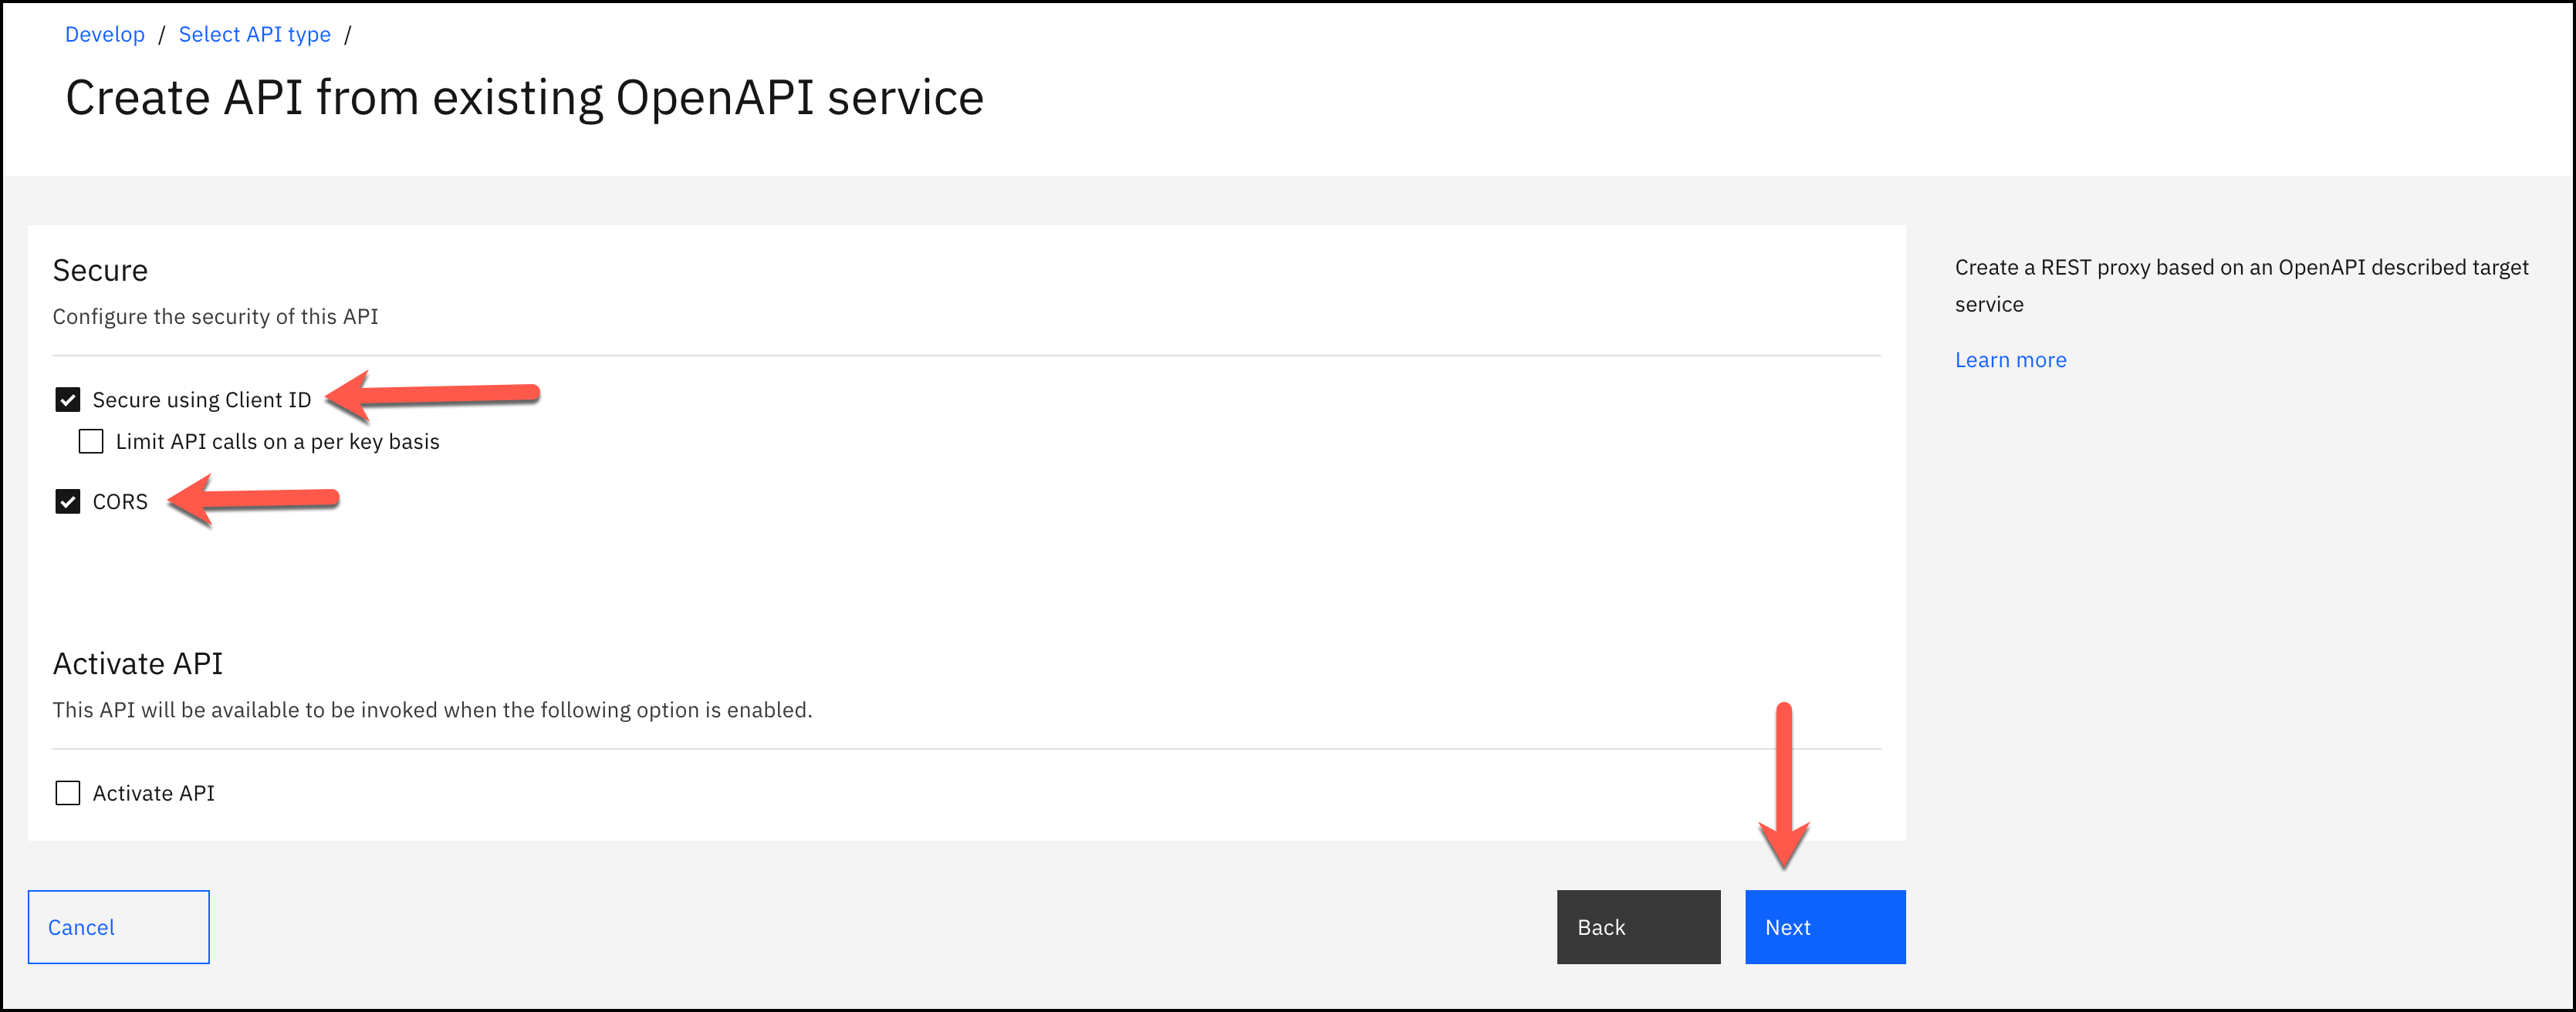 Develop / Select API type /
Create API from existing OpenAPI service
Secure
Configure the security of this API
Secure using Client ID
Limit API calls on a per key basis
CORS
Activate API
This API will be available to be invoked when the following option is enabled.
Activate API
Cancel
Back
Next
Create a REST proxy based on an OpenAPI described target
service
Learn more